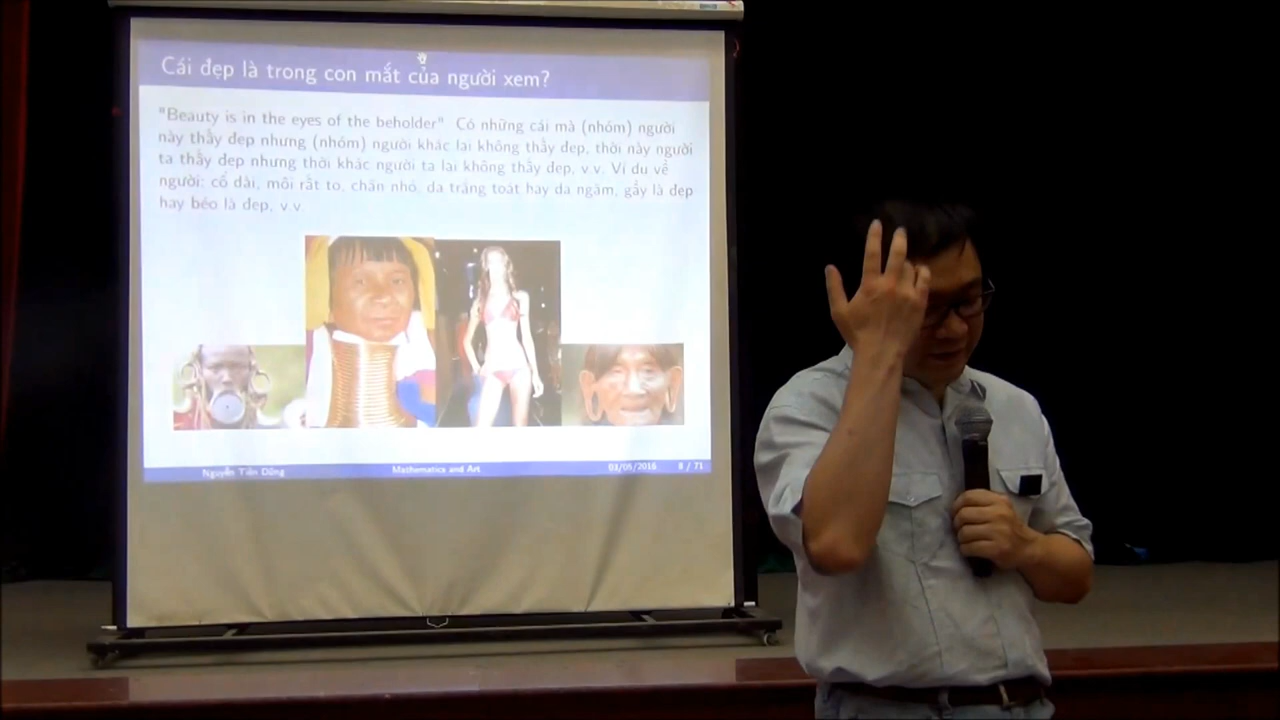 Cái đẹp là trong con mắt của người xem?
"Beauty is in the eyes of the beholder" Có những cái mà (nhóm) người
này thấy đẹp nhưng (nhóm) người khác lại không thấy đẹp, thời này người
ta thấy đẹp nhưng thời khác người ta lại không thấy đẹp, v.v. Ví dụ về
người: cổ dài, môi rất to, chân nhỏ, da trắng toát hay da ngăm, gầy là đẹp
hay béo là đẹp, v.v.
Nguyễn Tiến Dũng Mathematics and Art 03/05/2016 8 / 71